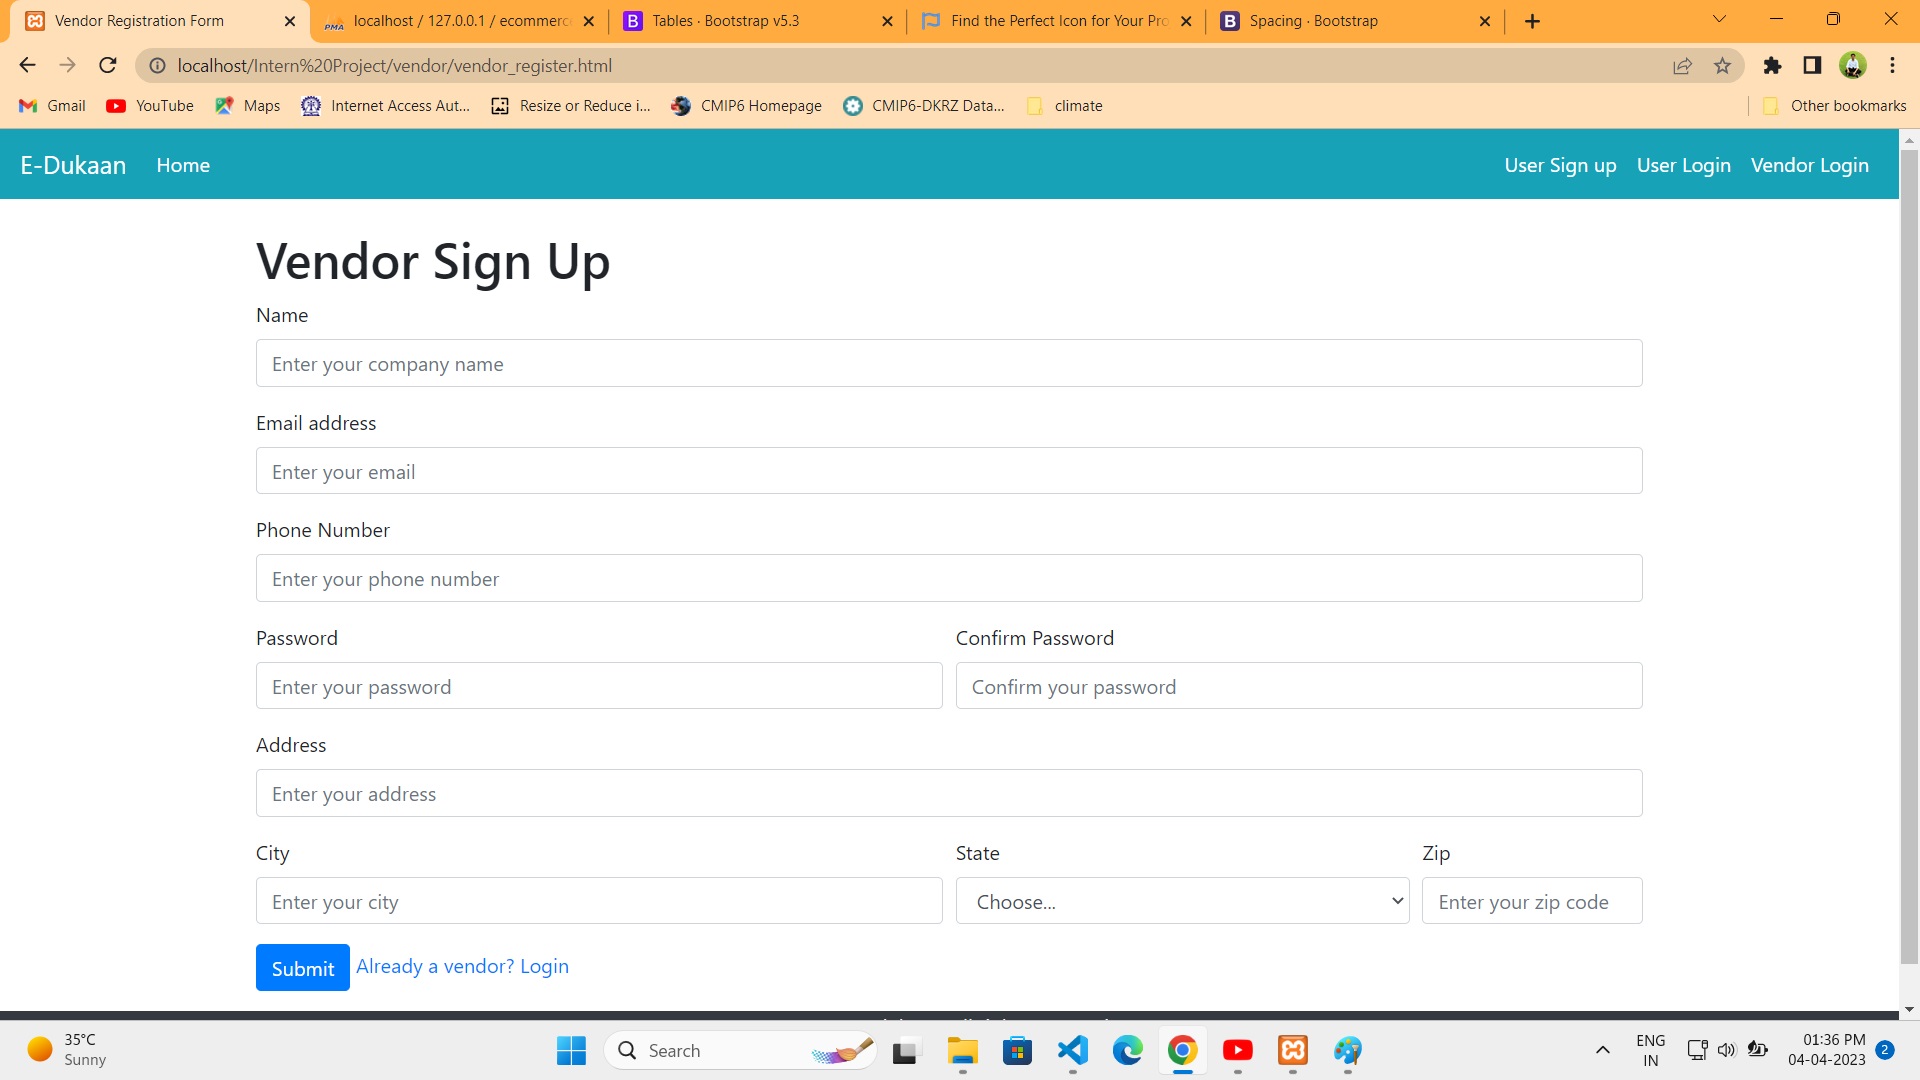 Vendor Registration Form
localhost / 127.0.0.1 / ecommerc
Tables · Bootstrap v5.3
Find the Perfect Icon for Your Pro
Spacing · Bootstrap
localhost/Intern%20Project/vendor/vendor_register.html
Gmail
YouTube
Maps
Internet Access Aut...
Resize or Reduce i...
CMIP6 Homepage
CMIP6-DKRZ Data...
climate
Other bookmarks
E-Dukaan Home User Sign up User Login Vendor Login
Vendor Sign Up
Name
Enter your company name
Email address
Enter your email
Phone Number
Enter your phone number
Password Confirm Password
Enter your password Confirm your password
Address
Enter your address
City State Zip
Enter your city Choose... Enter your zip code
Submit Already a vendor? Login
35°C
Sunny
Search
ENG
IN
01:36 PM
04-04-2023
2